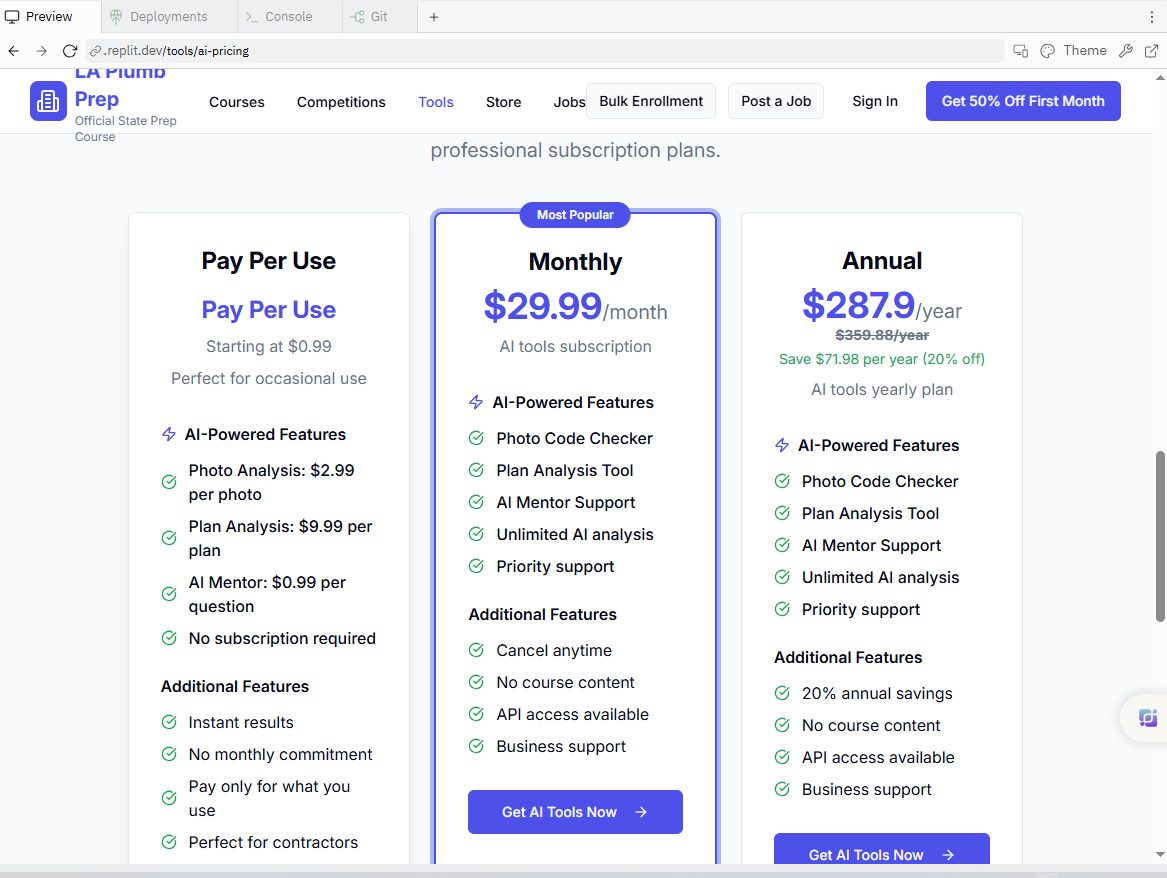 Preview
Deployments
Console
Git
.replit.dev/tools/ai-pricing
Theme
LA Plumb
Prep
Official State Prep
Course
Courses
Competitions
Tools
Store
Jobs
Bulk Enrollment
Post a Job
Sign In
Get 50% Off First Month
professional subscription plans.
Pay Per Use
Pay Per Use
Starting at $0.99
Perfect for occasional use
AI-Powered Features
Photo Analysis: $2.99
per photo
Plan Analysis: $9.99 per
plan
AI Mentor: $0.99 per
question
No subscription required
Additional Features
Instant results
No monthly commitment
Pay only for what you
use
Perfect for contractors
Most Popular
Monthly
$29.99/month
AI tools subscription
AI-Powered Features
Photo Code Checker
Plan Analysis Tool
AI Mentor Support
Unlimited AI analysis
Priority support
Additional Features
Cancel anytime
No course content
API access available
Business support
Get AI Tools Now
Annual
$287.9/year
$359.88/year
Save $71.98 per year (20% off)
AI tools yearly plan
AI-Powered Features
Photo Code Checker
Plan Analysis Tool
AI Mentor Support
Unlimited AI analysis
Priority support
Additional Features
20% annual savings
No course content
API access available
Business support
Get AI Tools Now